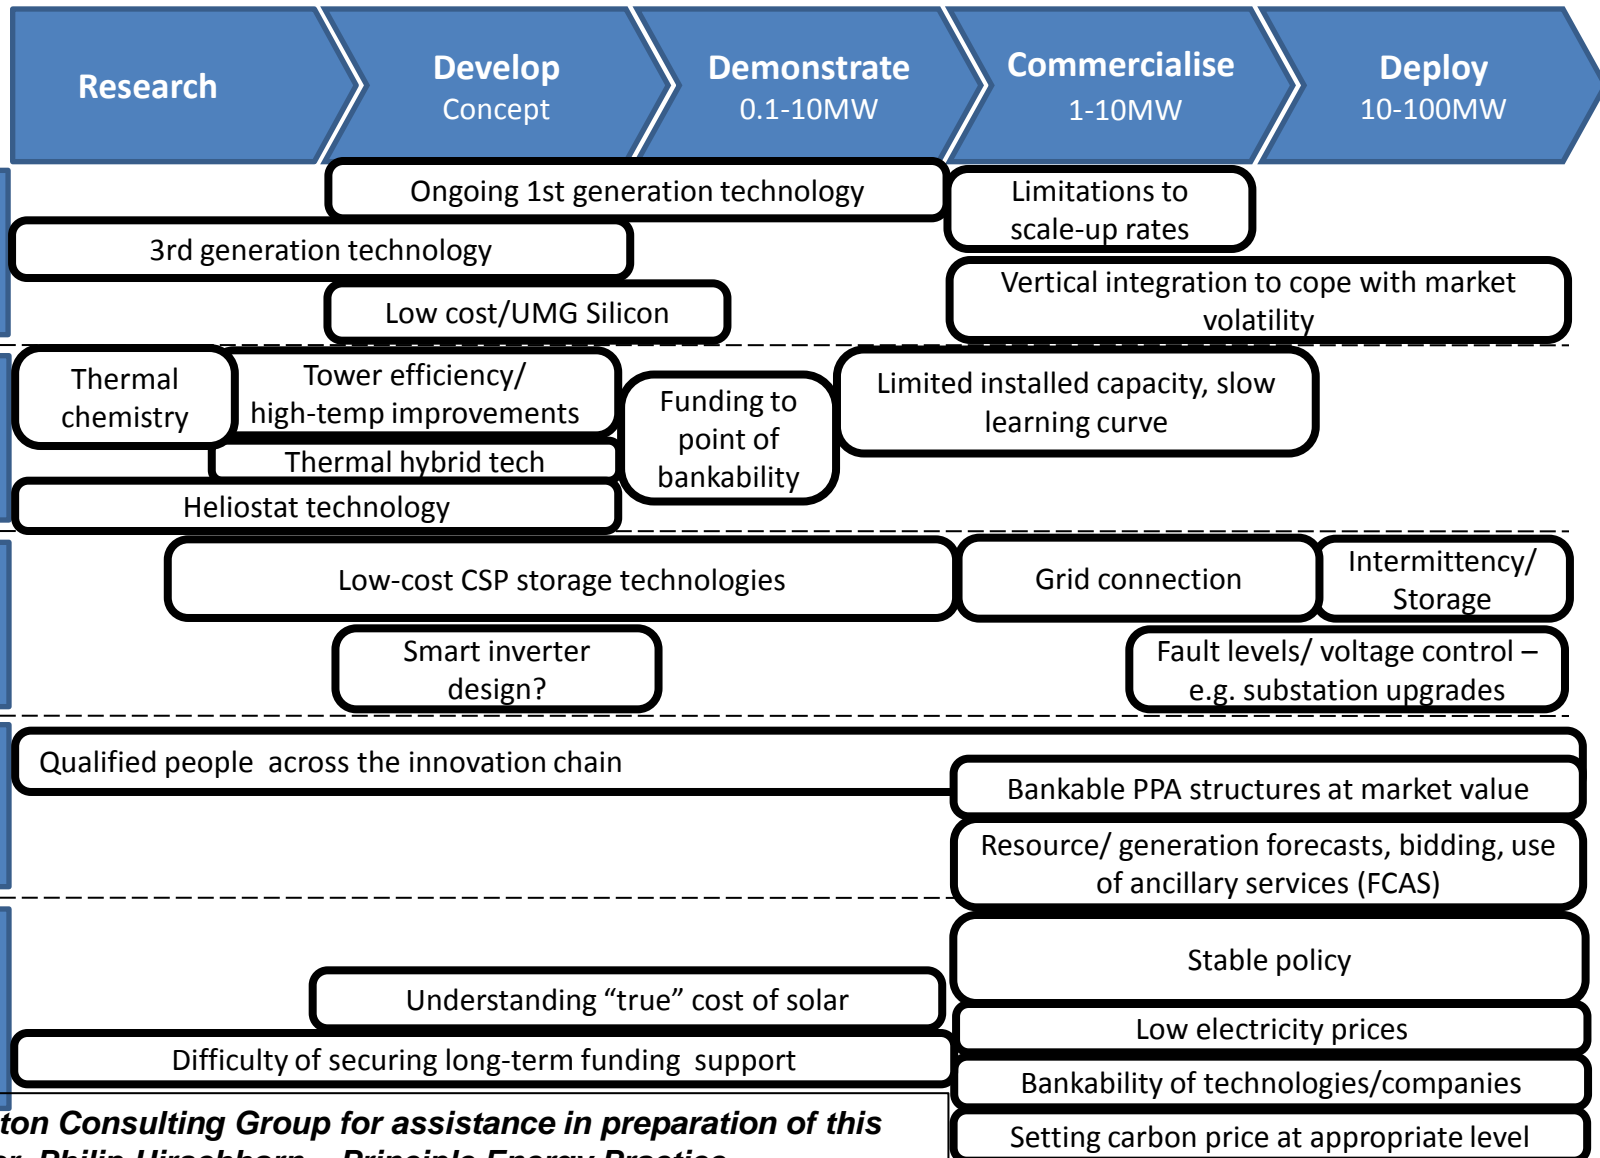 Research
Develop
Concept
Demonstrate
0.1-10MW
Commercialise
1-10MW
Deploy
10-100MW
Ongoing 1st generation technology
Limitations to
scale-up rates
3rd generation technology
Low cost/UMG Silicon
Vertical integration to cope with market
volatility
Thermal
chemistry
Tower efficiency/
high-temp improvements
Thermal hybrid tech
Heliostat technology
Funding to
point of
bankability
Limited installed capacity, slow
learning curve
Low-cost CSP storage technologies
Grid connection
Intermittency/
Storage
Smart inverter
design?
Fault levels/ voltage control –
e.g. substation upgrades
Qualified people across the innovation chain
Bankable PPA structures at market value
Resource/ generation forecasts, bidding, use
of ancillary services (FCAS)
Stable policy
Understanding “true” cost of solar
Low electricity prices
Difficulty of securing long-term funding support
Bankability of technologies/companies
Setting carbon price at appropriate level
ton Consulting Group for assistance in preparation of this
Philip Hirschhorn – Principle Energy Practice